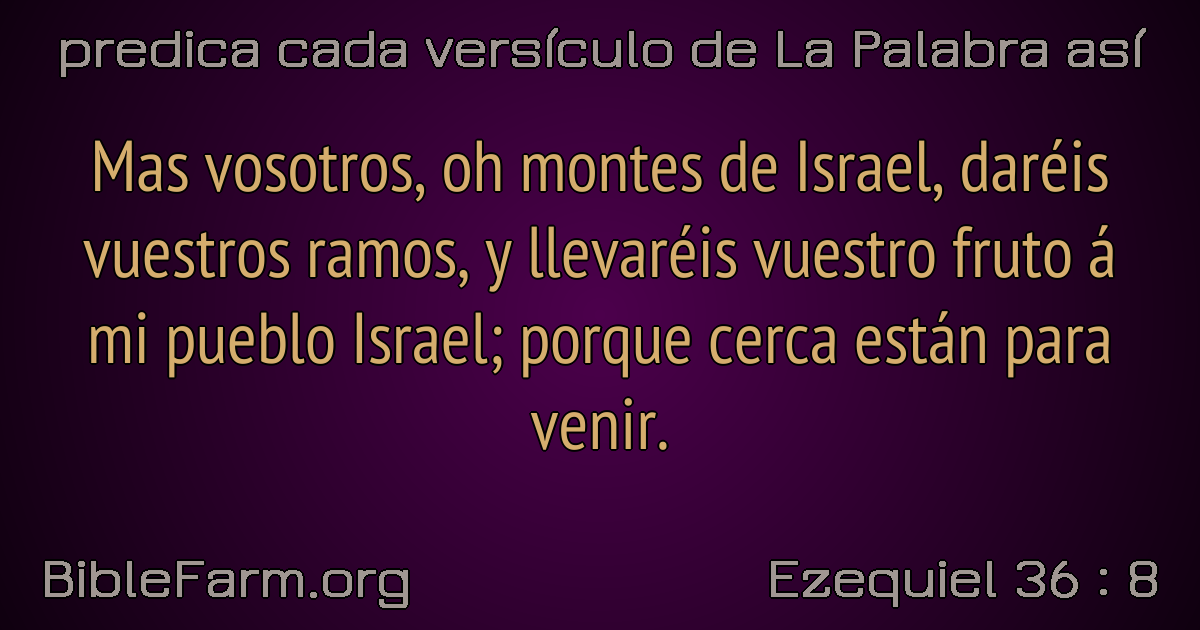 predica cada versículo de La Palabra así
Mas vosotros, oh montes de Israel, daréis
vuestros ramos, y llevaréis vuestro fruto á
mi pueblo Israel; porque cerca están para
venir.
BibleFarm.org
Ezequiel 36 : 8